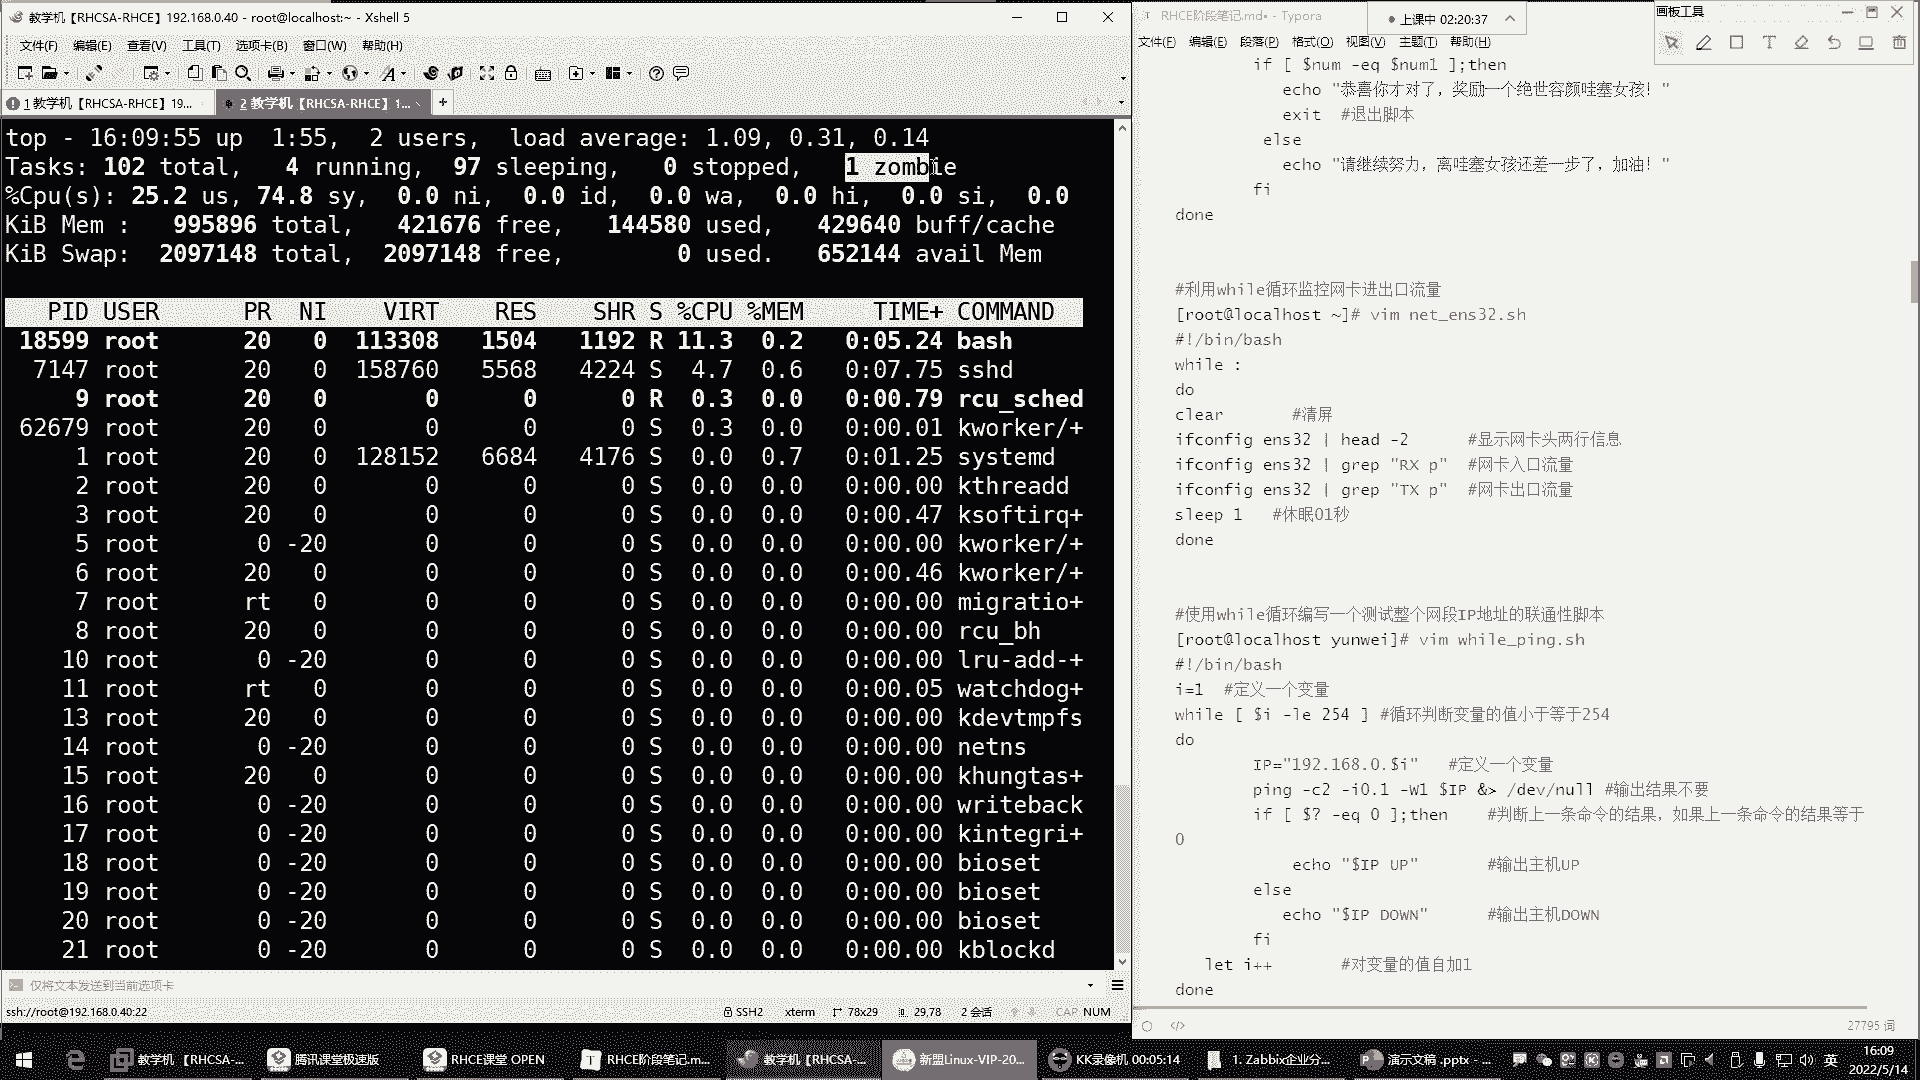 教学机【RHCSA-RHCE】192.168.0.40 - root@localhost:~ - Xshell 5
文件(F) 编辑(E) 查看(V) 工具(T) 选项卡(B) 窗口(W) 帮助(H)
1 教学机【RHCSA-RHCE】19... 2 教学机【RHCSA-RHCE】1... +
top - 16:09:55 up  1:55,  2 users,  load average: 1.09, 0.31, 0.14
Tasks: 102 total,   4 running,  97 sleeping,   0 stopped,   1 zombie
%Cpu(s): 25.2 us, 74.8 sy,  0.0 ni,  0.0 id,  0.0 wa,  0.0 hi,  0.0 si,  0.0
KiB Mem :   995896 total,   421676 free,   144580 used,   429640 buff/cache
KiB Swap:  2097148 total,  2097148 free,        0 used.   652144 avail Mem
PID USER PR NI VIRT RES SHR S %CPU %MEM TIME+ COMMAND
18599 root 20 0 113308 1504 1192 R 11.3 0.2 0:05.24 bash
7147 root 20 0 158760 5568 4224 S 4.7 0.6 0:07.75 sshd
9 root 20 0 0 0 0 R 0.3 0.0 0:00.79 rcu_sched
62679 root 20 0 0 0 0 S 0.3 0.0 0:00.01 kworker/+
1 root 20 0 128152 6684 4176 S 0.0 0.7 0:01.25 systemd
2 root 20 0 0 0 0 S 0.0 0.0 0:00.00 kthreadd
3 root 20 0 0 0 0 S 0.0 0.0 0:00.47 ksoftirq+
5 root 0 -20 0 0 0 S 0.0 0.0 0:00.00 kworker/+
6 root 20 0 0 0 0 S 0.0 0.0 0:00.46 kworker/+
7 root rt 0 0 0 0 S 0.0 0.0 0:00.00 migratio+
8 root 20 0 0 0 0 S 0.0 0.0 0:00.00 rcu_bh
10 root 0 -20 0 0 0 S 0.0 0.0 0:00.00 lru-add-+
11 root rt 0 0 0 0 S 0.0 0.0 0:00.05 watchdog+
13 root 20 0 0 0 0 S 0.0 0.0 0:00.00 kdevtmpfs
14 root 0 -20 0 0 0 S 0.0 0.0 0:00.00 netns
15 root 20 0 0 0 0 S 0.0 0.0 0:00.00 khungtas+
16 root 0 -20 0 0 0 S 0.0 0.0 0:00.00 writeback
17 root 0 -20 0 0 0 S 0.0 0.0 0:00.00 kintegri+
18 root 0 -20 0 0 0 S 0.0 0.0 0:00.00 bioset
19 root 0 -20 0 0 0 S 0.0 0.0 0:00.00 bioset
20 root 0 -20 0 0 0 S 0.0 0.0 0:00.00 bioset
21 root 0 -20 0 0 0 S 0.0 0.0 0:00.00 kblockd
仅将文本发送到当前选项卡
ssh://root@192.168.0.40:22 SSH2 xterm 78x29 29,78 2 会话 CAP NUM
RHCE阶段笔记.md• - Typora
上课中 02:20:37
画板工具
文件(F) 编辑(E) 段落(P) 格式(O) 视图(V) 主题(T) 帮助(H)
if [ $num -eq $num1 ];then
echo "恭喜你才对了，奖励一个绝世容颜哇塞女孩！"
exit  #退出脚本
else
echo "请继续努力，离哇塞女孩还差一步了，加油！"
fi
done
#利用while循环监控网卡进出口流量
[root@localhost ~]# vim net_ens32.sh
#!/bin/bash
while :
do
clear       #清屏
ifconfig ens32 | head -2      #显示网卡头两行信息
ifconfig ens32 | grep "RX p"  #网卡入口流量
ifconfig ens32 | grep "TX p"  #网卡出口流量
sleep 1   #休眠01秒
done
#使用while循环编写一个测试整个网段IP地址的联通性脚本
[root@localhost yunwei]# vim while_ping.sh
#!/bin/bash
i=1  #定义一个变量
while [ $i -le 254 ] #循环判断变量的值小于等于254
do
IP="192.168.0.$i"   #定义一个变量
ping -c2 -i0.1 -W1 $IP &> /dev/null #输出结果不要
if [ $? -eq 0 ];then    #判断上一条命令的结果，如果上一条命令的结果等于
0
echo "$IP UP"       #输出主机UP
else
echo "$IP DOWN"      #输出主机DOWN
fi
let i++       #对变量的值自加1
done
27795 词
教学机【RHCSA-... 腾讯课堂极速版 RHCE课堂 OPEN RHCE阶段笔记.m... 教学机【RHCSA-... 新盟Linux-VIP-20... KK录像机 00:05:14 1. Zabbix企业分... 演示文稿 .pptx - ... 英 16:09
2022/5/14